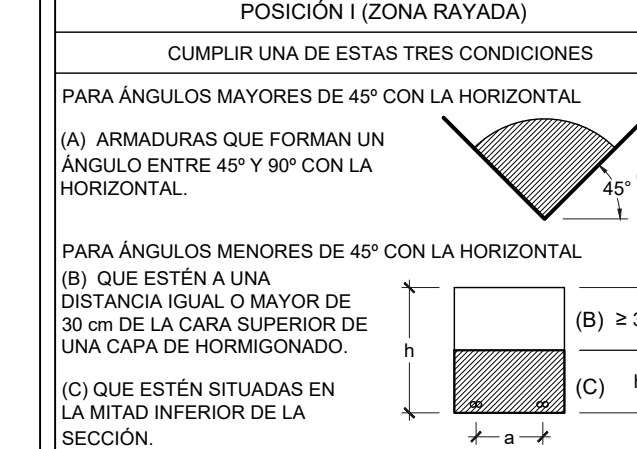 POSICIÓN I (ZONA RAYADA)
CUMPLIR UNA DE ESTAS TRES CONDICIONES
PARA ÁNGULOS MAYORES DE 45º CON LA HORIZONTAL
(A) ARMADURAS QUE FORMAN UN
ÁNGULO ENTRE 45º Y 90º CON LA
HORIZONTAL.
45°
PARA ÁNGULOS MENORES DE 45º CON LA HORIZONTAL
(B) QUE ESTÉN A UNA
DISTANCIA IGUAL O MAYOR DE
30 cm DE LA CARA SUPERIOR DE
UNA CAPA DE HORMIGONADO.
(C) QUE ESTÉN SITUADAS EN
LA MITAD INFERIOR DE LA
SECCIÓN.
h
(B) ≥
(C)
a